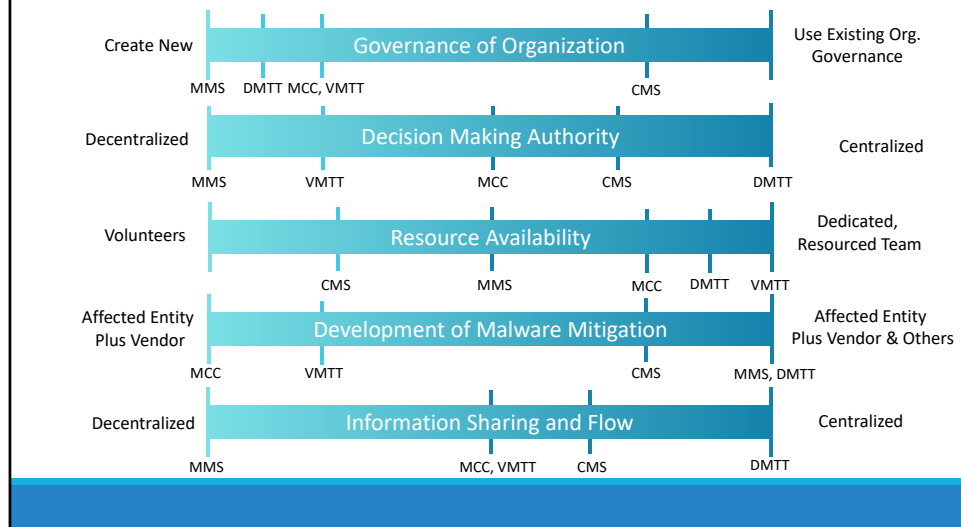 Create New
Governance of Organization
Use Existing Org.
Governance
MMS
DMTT
MCC, VMTT
CMS
Decentralized
Decision Making Authority
Centralized
MMS
VMTT
MCC
CMS
DMTT
Volunteers
Resource Availability
Dedicated,
Resourced Team
CMS
MMS
MCC
DMTT
VMTT
Affected Entity
Plus Vendor
Development of Malware Mitigation
Affected Entity
Plus Vendor & Others
MCC
VMTT
CMS
MMS, DMTT
Decentralized
Information Sharing and Flow
Centralized
MMS
MCC, VMTT
CMS
DMTT